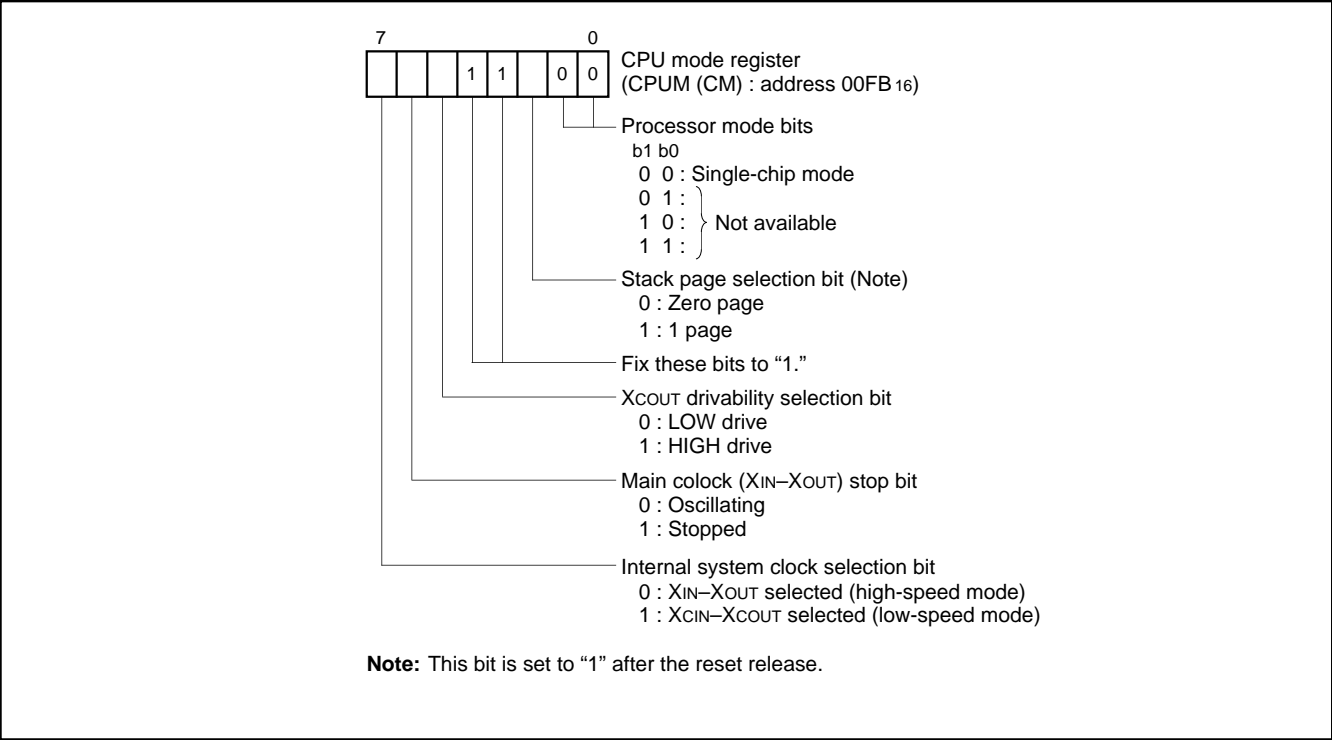 7 0
1 1 0 0
CPU mode register
(CPUM (CM) : address 00FB16)
Processor mode bits
b1 b0
0 0 : Single-chip mode
0 1 :
1 0 : Not available
1 1 :
Stack page selection bit (Note)
0 : Zero page
1 : 1 page
Fix these bits to “1.”
XCOUT drivability selection bit
0 : LOW drive
1 : HIGH drive
Main colock (XIN–XOUT) stop bit
0 : Oscillating
1 : Stopped
Internal system clock selection bit
0 : XIN–XOUT selected (high-speed mode)
1 : XCIN–XCOUT selected (low-speed mode)
Note: This bit is set to “1” after the reset release.